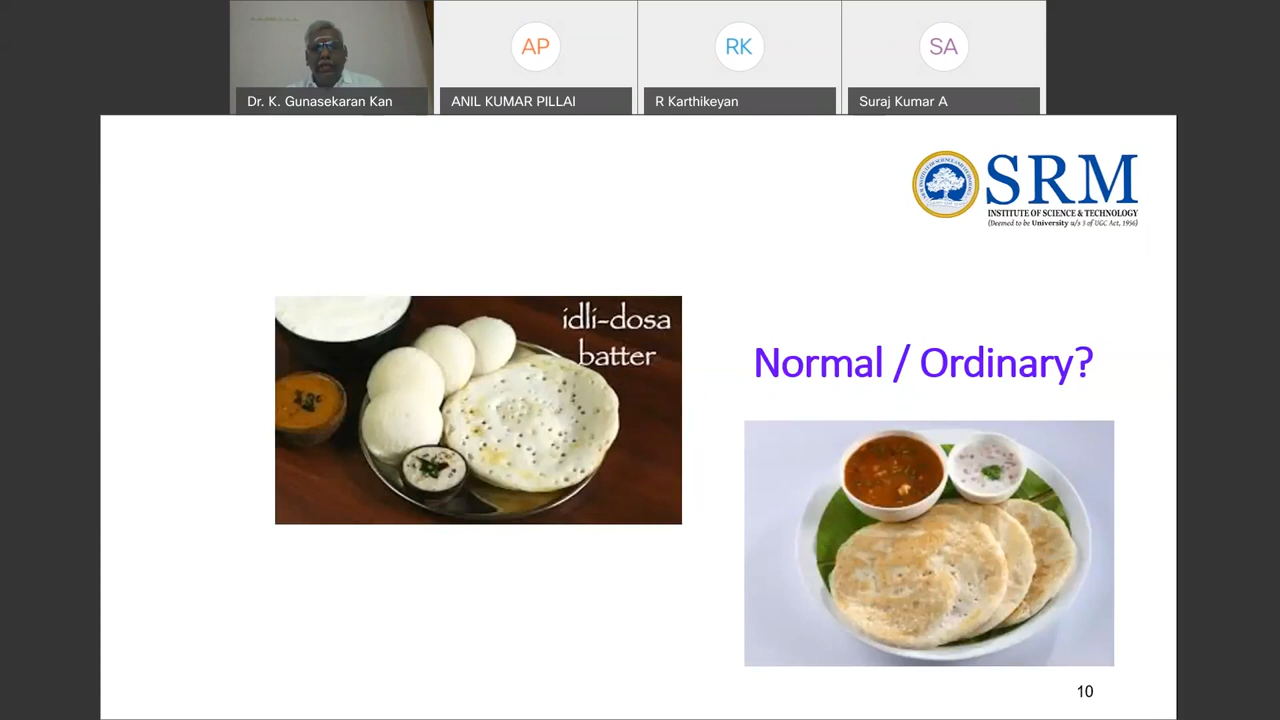 AP
RK
SA
Dr. K. Gunasekaran Kan
ANIL KUMAR PILLAI
R Karthikeyan
Suraj Kumar A
SRM
INSTITUTE OF SCIENCE & TECHNOLOGY
(Deemed to be University u/s 3 of UGC Act, 1956)
idli-dosa
batter
Normal / Ordinary?
10